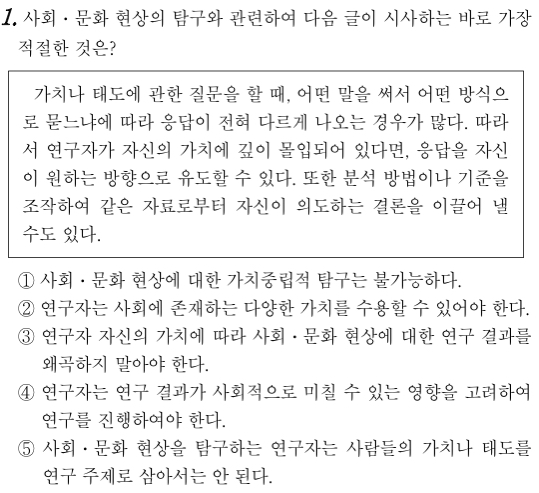 1. 사회·문화 현상의 탐구와 관련하여 다음 글이 시사하는 바로 가장
적절한 것은?
가치나 태도에 관한 질문을 할 때, 어떤 말을 써서 어떤 방식으
로 묻느냐에 따라 응답이 전혀 다르게 나오는 경우가 많다. 따라
서 연구자가 자신의 가치에 깊이 몰입되어 있다면, 응답을 자신
이 원하는 방향으로 유도할 수 있다. 또한 분석 방법이나 기준을
조작하여 같은 자료로부터 자신이 의도하는 결론을 이끌어 낼
수도 있다.
① 사회·문화 현상에 대한 가치중립적 탐구는 불가능하다.
② 연구자는 사회에 존재하는 다양한 가치를 수용할 수 있어야 한다.
③ 연구자 자신의 가치에 따라 사회·문화 현상에 대한 연구 결과를
왜곡하지 말아야 한다.
④ 연구자는 연구 결과가 사회적으로 미칠 수 있는 영향을 고려하여
연구를 진행하여야 한다.
⑤ 사회·문화 현상을 탐구하는 연구자는 사람들의 가치나 태도를
연구 주제로 삼아서는 안 된다.